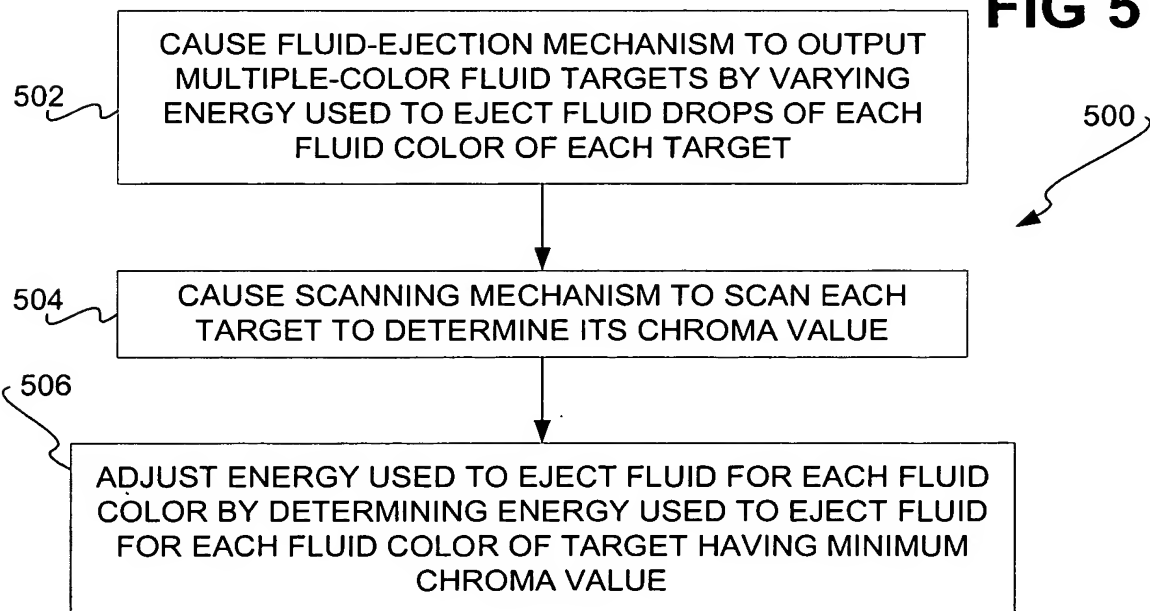 FIG 5
CAUSE FLUID-EJECTION MECHANISM TO OUTPUT
MULTIPLE-COLOR FLUID TARGETS BY VARYING
ENERGY USED TO EJECT FLUID DROPS OF EACH
FLUID COLOR OF EACH TARGET
502
500
CAUSE SCANNING MECHANISM TO SCAN EACH
TARGET TO DETERMINE ITS CHROMA VALUE
504
506
ADJUST ENERGY USED TO EJECT FLUID FOR EACH FLUID
COLOR BY DETERMINING ENERGY USED TO EJECT FLUID
FOR EACH FLUID COLOR OF TARGET HAVING MINIMUM
CHROMA VALUE